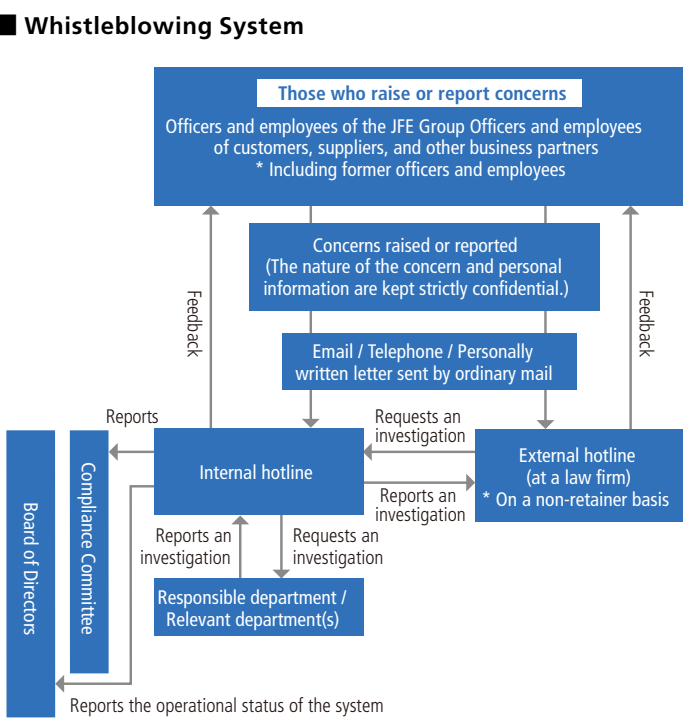 ■ Whistleblowing System
Those who raise or report concerns
Officers and employees of the JFE Group Officers and employees
of customers, suppliers, and other business partners
* Including former officers and employees
Concerns raised or reported
(The nature of the concern and personal
information are kept strictly confidential.)
Feedback
Feedback
Email / Telephone / Personally
written letter sent by ordinary mail
Reports
Requests an
investigation
Internal hotline
External hotline
(at a law firm)
* On a non-retainer basis
Reports an
investigation
Board of Directors
Compliance Committee
Reports an
investigation
Requests an
investigation
Responsible department /
Relevant department(s)
Reports the operational status of the system